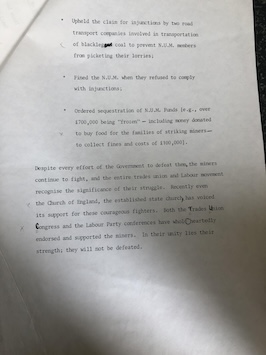 • Upheld the claim for injunctions by two road
transport companies involved in transportation
of blackleg coal to prevent N.U.M. members
from picketing their lorries;
• Fined the N.U.M. when they refused to comply
with injunctions;
• Ordered sequestration of N.U.M. Funds [e.g., over
£700,000 being "frozen" — including money donated
to buy food for the families of striking miners—
to collect fines and costs of £300,000].
Despite every effort of the Government to defeat them, the miners
continue to fight, and the entire trades union and Labour movement
recognise the significance of their struggle. Recently even
the Church of England, the established state church, has voiced
its support for these courageous fighters. Both the Trades Union
Congress and the Labour Party conferences have wholeheartedly
endorsed and supported the miners. In their unity lies their
strength; they will not be defeated.